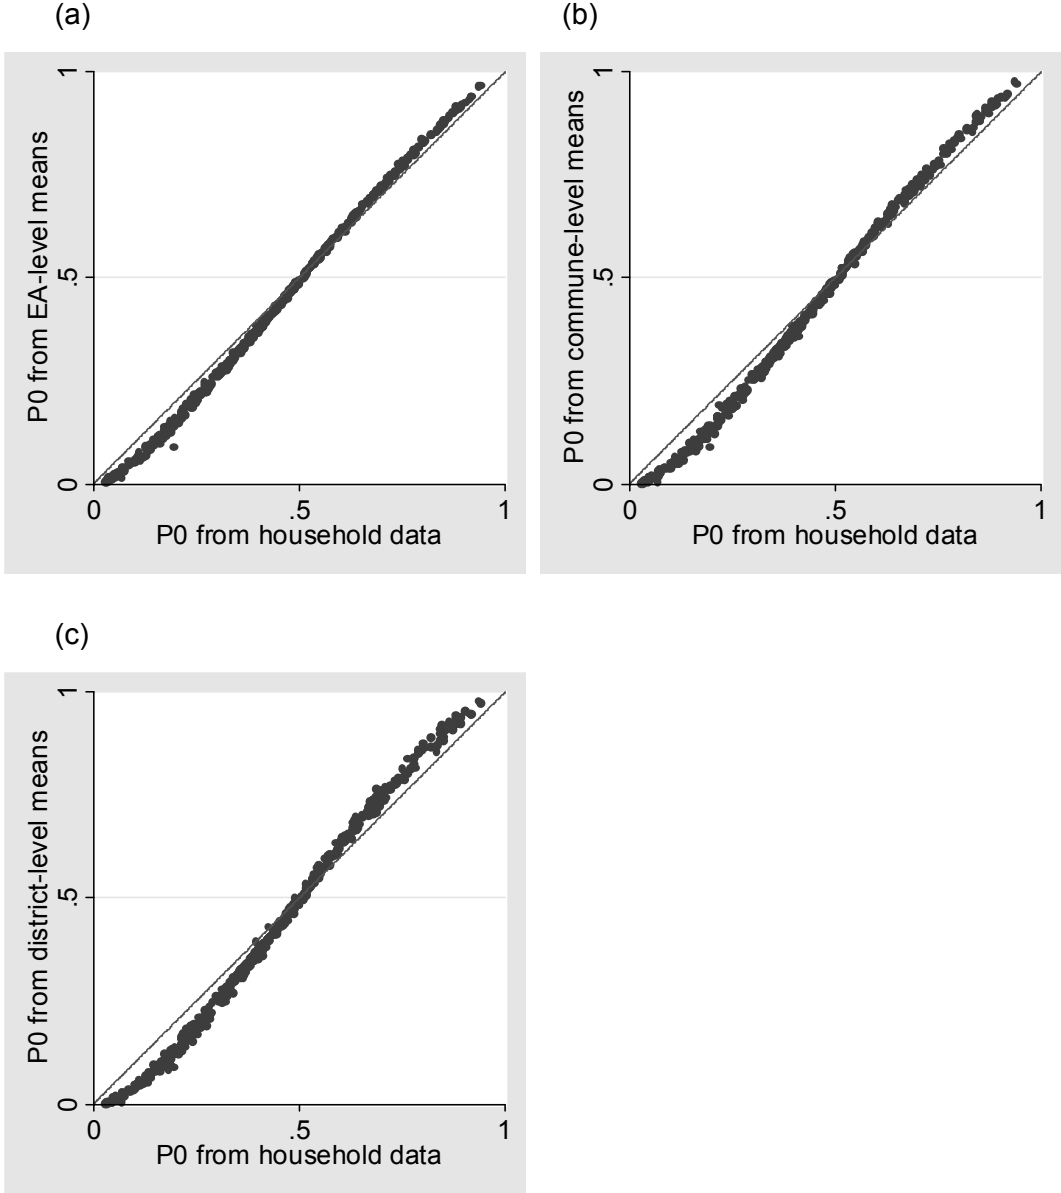 (a)
P0 from EA-level means
1
.5
0
0 .5 1
P0 from household data
(b)
P0 from commune-level means
1
.5
0
0 .5 1
P0 from household data
(c)
P0 from district-level means
1
.5
0
0 .5 1
P0 from household data